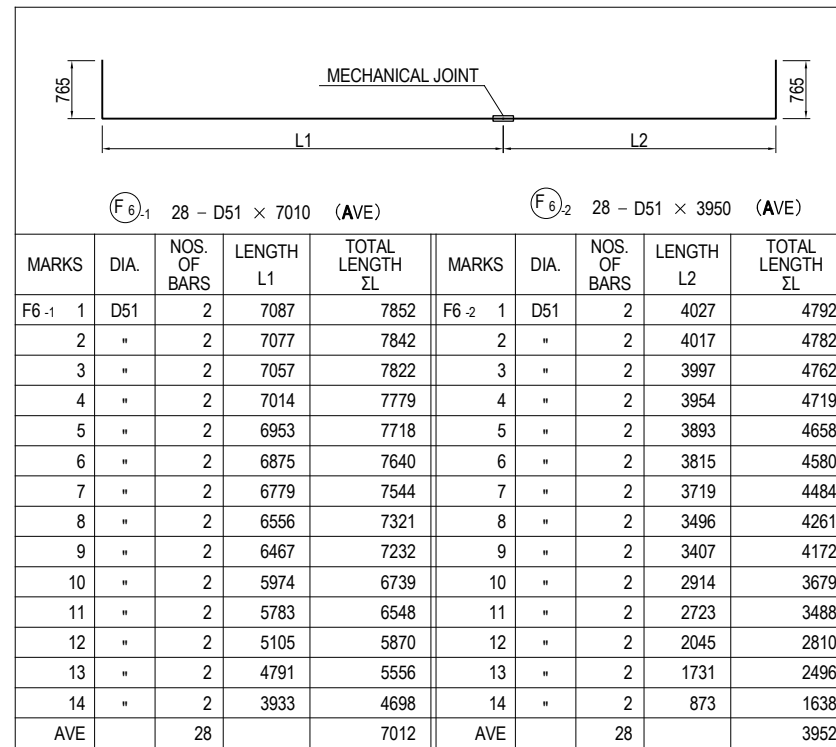 765
MECHANICAL JOINT
765
L1
L2
F 6 -1 28 – D51 × 7010 (AVE)
F 6 -2 28 – D51 × 3950 (AVE)
MARKS DIA. NOS. OF BARS LENGTH L1 TOTAL LENGTH ΣL MARKS DIA. NOS. OF BARS LENGTH L2 TOTAL LENGTH ΣL
F6 -1 1 D51 2 7087 7852 F6 -2 1 D51 2 4027 4792
2 " 2 7077 7842 2 " 2 4017 4782
3 " 2 7057 7822 3 " 2 3997 4762
4 " 2 7014 7779 4 " 2 3954 4719
5 " 2 6953 7718 5 " 2 3893 4658
6 " 2 6875 7640 6 " 2 3815 4580
7 " 2 6779 7544 7 " 2 3719 4484
8 " 2 6556 7321 8 " 2 3496 4261
9 " 2 6467 7232 9 " 2 3407 4172
10 " 2 5974 6739 10 " 2 2914 3679
11 " 2 5783 6548 11 " 2 2723 3488
12 " 2 5105 5870 12 " 2 2045 2810
13 " 2 4791 5556 13 " 2 1731 2496
14 " 2 3933 4698 14 " 2 873 1638
AVE 28 7012 AVE 28 3952